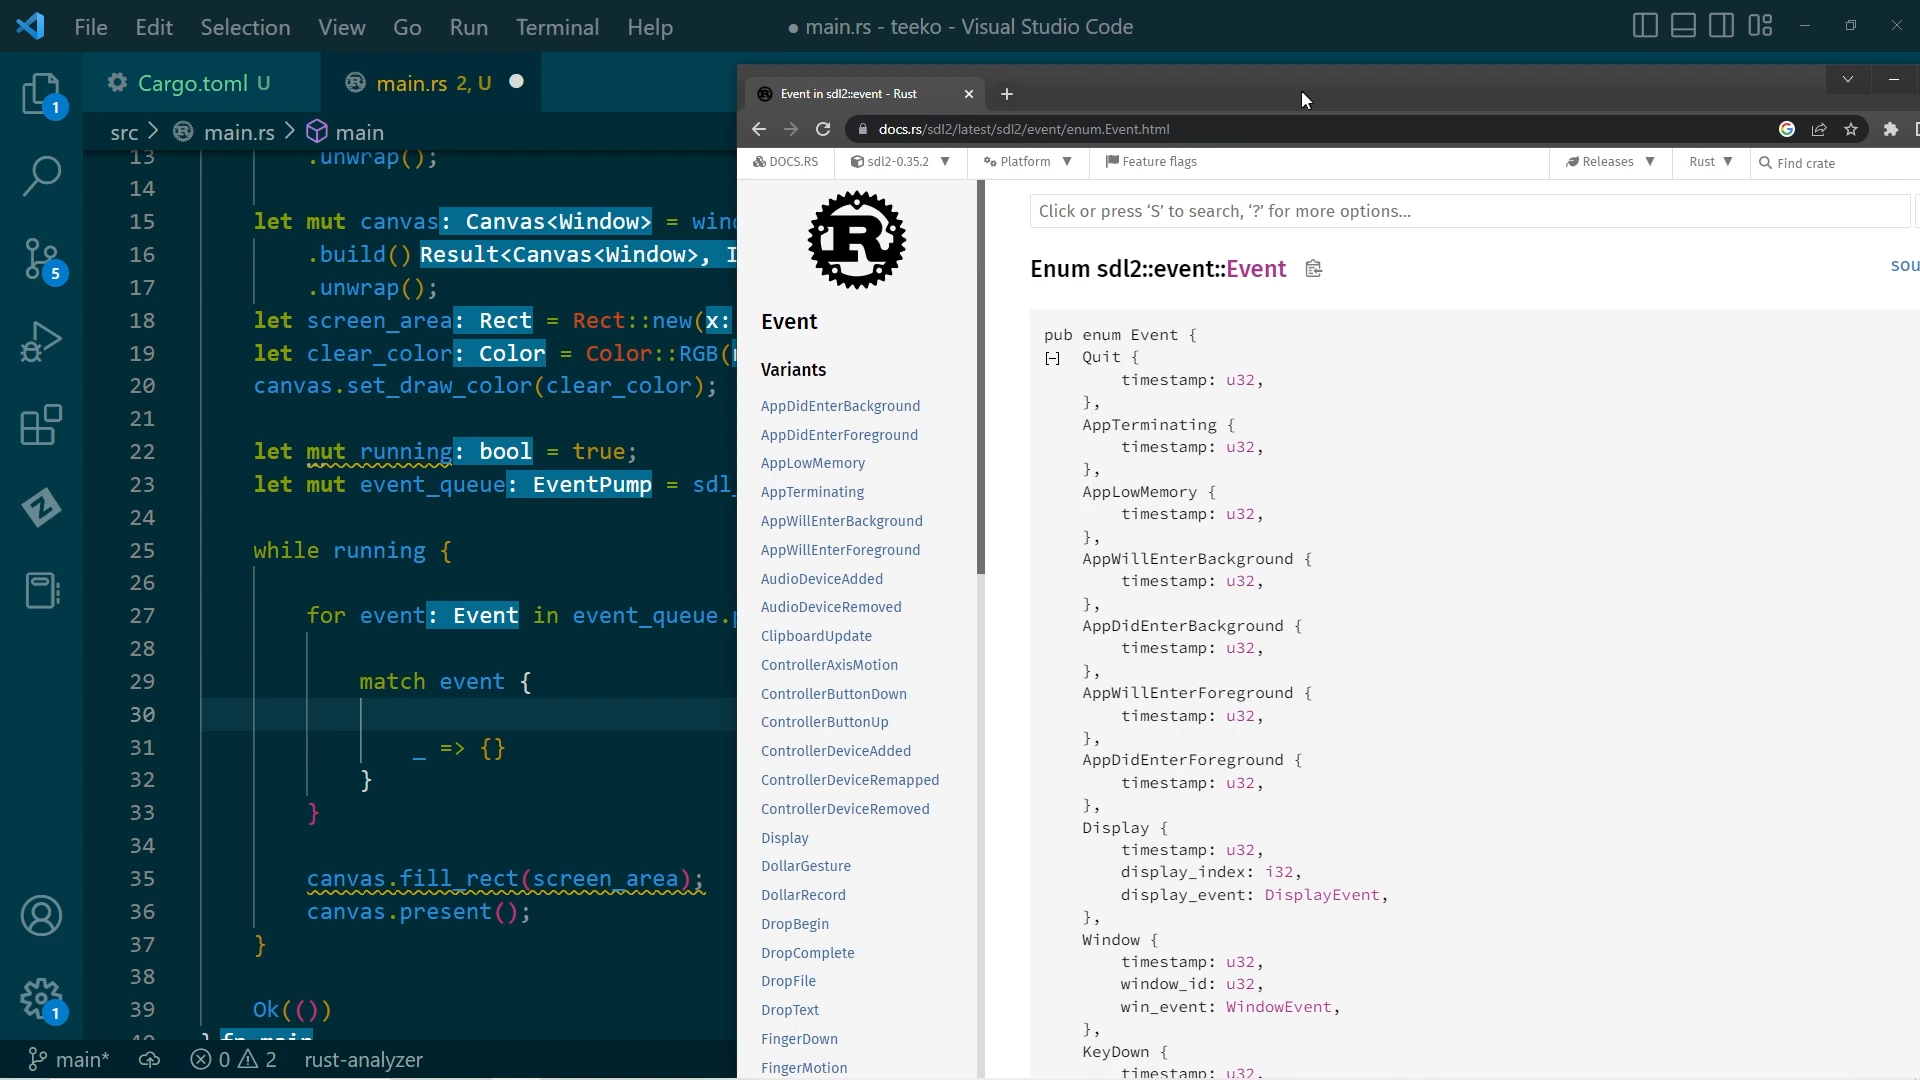 File Edit Selection View Go Run Terminal Help
● main.rs - teeko - Visual Studio Code
Cargo.toml U
main.rs 2, U
src > main.rs > main
13 .unwrap();
14
15 let mut canvas: Canvas<Window> = wind
16 .build() Result<Canvas<Window>, I
17 .unwrap();
18 let screen_area: Rect = Rect::new(x:
19 let clear_color: Color = Color::RGB(
20 canvas.set_draw_color(clear_color);
21
22 let mut running: bool = true;
23 let mut event_queue: EventPump = sdl_
24
25 while running {
26
27 for event: Event in event_queue.p
28
29 match event {
30
31 _ => {}
32 }
33 }
34
35 canvas.fill_rect(screen_area);
36 canvas.present();
37 }
38
39 Ok(())
40 } fn main
1
5
1
main* 0 2 rust-analyzer
Event in sdl2::event - Rust
docs.rs/sdl2/latest/sdl2/event/enum.Event.html
DOCS.RS sdl2-0.35.2 Platform Feature flags Releases Rust Find crate
Event
Variants
AppDidEnterBackground
AppDidEnterForeground
AppLowMemory
AppTerminating
AppWillEnterBackground
AppWillEnterForeground
AudioDeviceAdded
AudioDeviceRemoved
ClipboardUpdate
ControllerAxisMotion
ControllerButtonDown
ControllerButtonUp
ControllerDeviceAdded
ControllerDeviceRemapped
ControllerDeviceRemoved
Display
DollarGesture
DollarRecord
DropBegin
DropComplete
DropFile
DropText
FingerDown
FingerMotion
Click or press ‘S’ to search, ‘?’ for more options...
Enum sdl2::event::Event
sou
pub enum Event {
[-] Quit {
timestamp: u32,
},
AppTerminating {
timestamp: u32,
},
AppLowMemory {
timestamp: u32,
},
AppWillEnterBackground {
timestamp: u32,
},
AppDidEnterBackground {
timestamp: u32,
},
AppWillEnterForeground {
timestamp: u32,
},
AppDidEnterForeground {
timestamp: u32,
},
Display {
timestamp: u32,
display_index: i32,
display_event: DisplayEvent,
},
Window {
timestamp: u32,
window_id: u32,
win_event: WindowEvent,
},
KeyDown {
timestamp: u32,